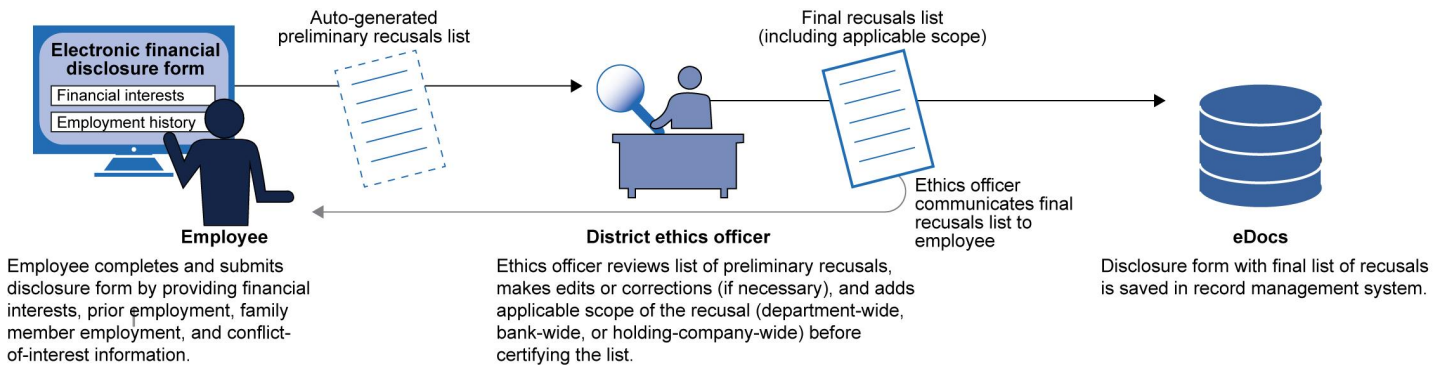 Electronic financial
disclosure form
Financial interests
Employment history
Auto-generated
preliminary recusals list
Final recusals list
(including applicable scope)
Ethics officer
communicates final
recusals list to
employee
Employee
Employee completes and submits
disclosure form by providing financial
interests, prior employment, family
member employment, and conflict-
of-interest information.
District ethics officer
Ethics officer reviews list of preliminary recusals,
makes edits or corrections (if necessary), and adds
applicable scope of the recusal (department-wide,
bank-wide, or holding-company-wide) before
certifying the list.
eDocs
Disclosure form with final list of recusals
is saved in record management system.